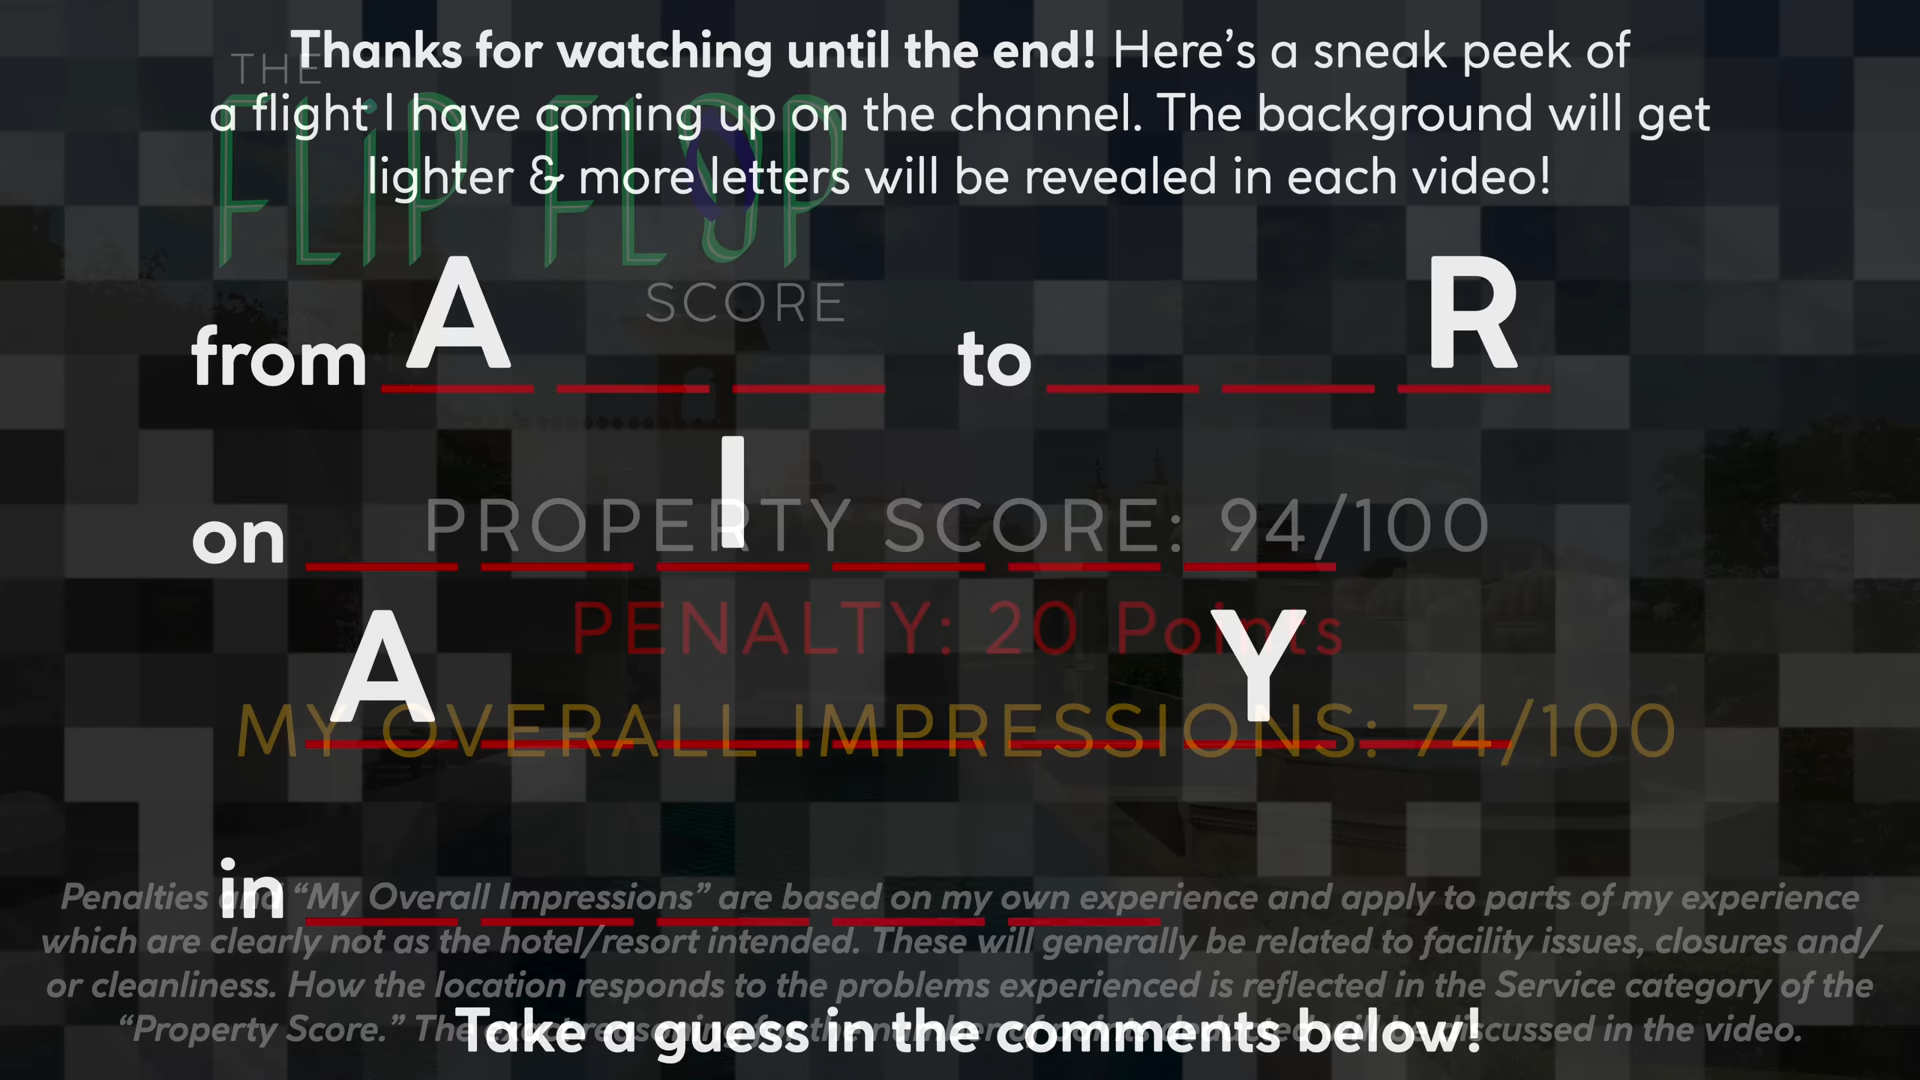 Thanks for watching until the end! Here's a sneak peek of
a flight I have coming up on the channel. The background will get
lighter & more letters will be revealed in each video!
THE
FLiP FLOP
SCORE
from A _ _ to _ _ R
on _ _ I _ _ _
PROPERTY SCORE: 94/100
PENALTY: 20 Points
A _ _ _ _ Y _
MY OVERALL IMPRESSIONS: 74/100
in _ _ _ _ _
Penalties and “My Overall Impressions” are based on my own experience and apply to parts of my experience
which are clearly not as the hotel/resort intended. These will generally be related to facility issues, closures and/
or cleanliness. How the location responds to the problems experienced is reflected in the Service category of the
“Property Score.” The discussed in the video.
Take a guess in the comments below!